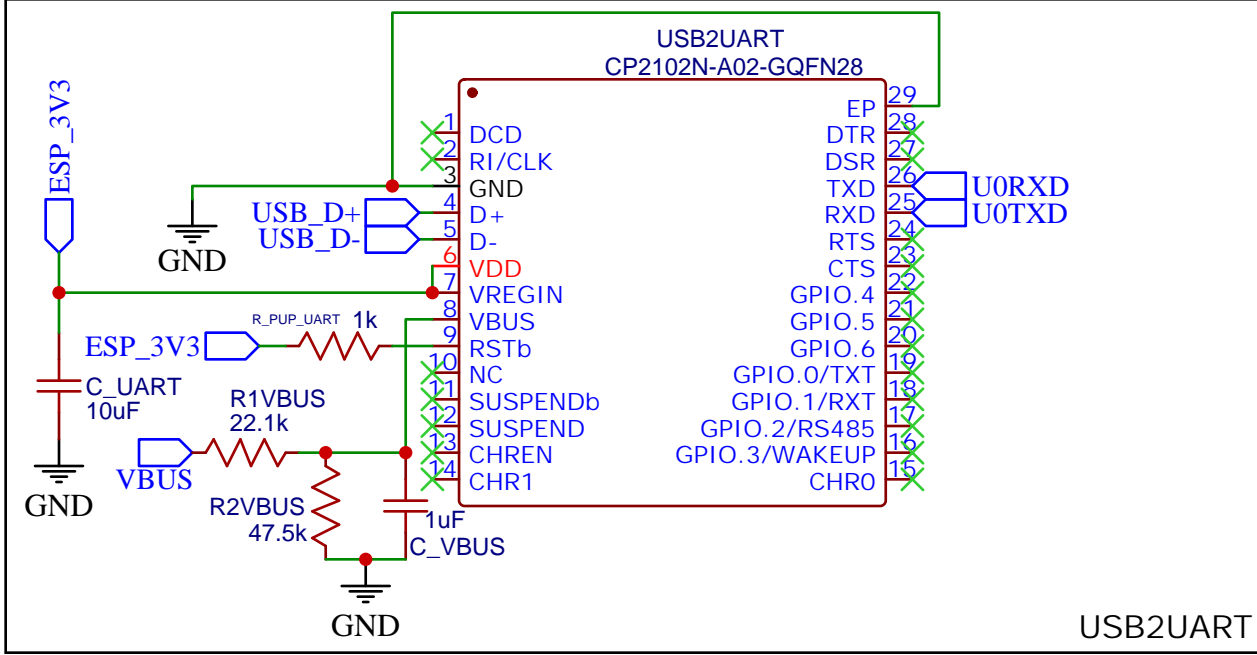 USB2UART
CP2102N-A02-GQFN28
ESP_3V3
EP 29
1 DCD
DTR 28
2 RI/CLK
DSR 27
3 GND
TXD 26
U0RXD
USB_D+
4 D+
RXD 25
U0TXD
USB_D-
5 D-
RTS 24
GND
6 VDD
CTS 23
7 VREGIN
GPIO.4 22
8 VBUS
GPIO.5 21
R_PUP_UART 1k
ESP_3V3
9 RSTb
GPIO.6 20
10 NC
GPIO.0/TXT 19
C_UART
10uF
11 SUSPENDb
GPIO.1/RXT 18
R1VBUS
22.1k
12 SUSPEND
GPIO.2/RS485 17
13 CHREN
GPIO.3/WAKEUP 16
VBUS
14 CHR1
CHR0 15
GND
R2VBUS
47.5k
1uF
C_VBUS
GND
USB2UART